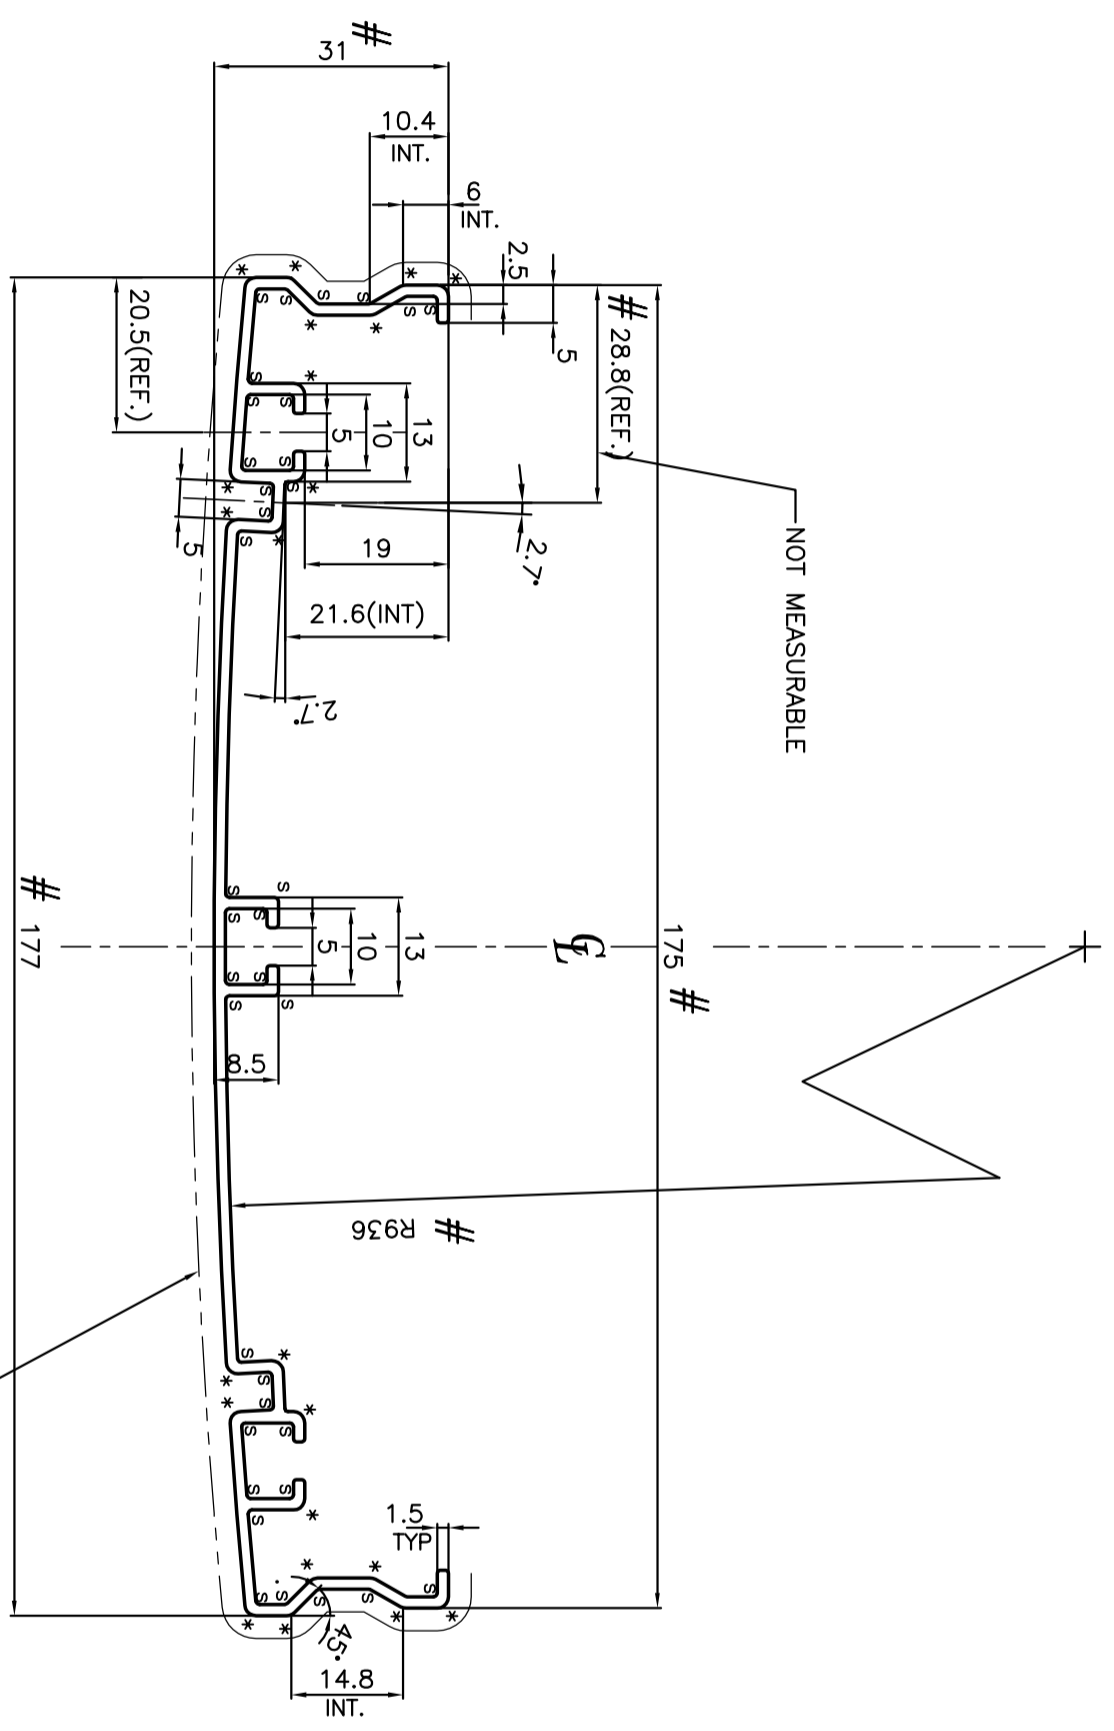 # 31
10.4
INT.
6
INT.
2.5
5
# 28.8(REF.)
20.5(REF.)
13
10
5
5
2.7°
19
21.6(INT)
2.7°
NOT MEASURABLE
175 #
# 177
CL
13
10
5
8.5
# R936
1.5
TYP
45°
14.8
INT.